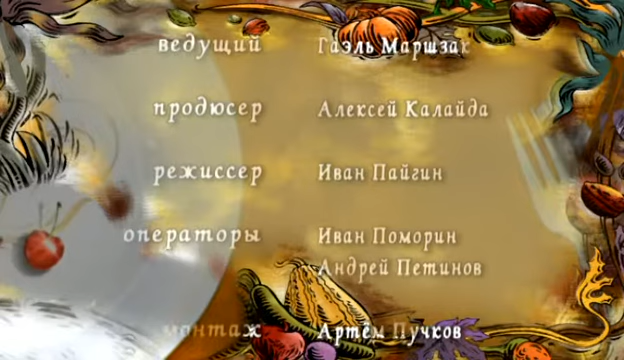 ведущий Гаэль Маршзак
продюсер Алексей Калайда
режиссер Иван Пайгин
операторы Иван Поморин
Андрей Петинов
монтаж Артём Пучков